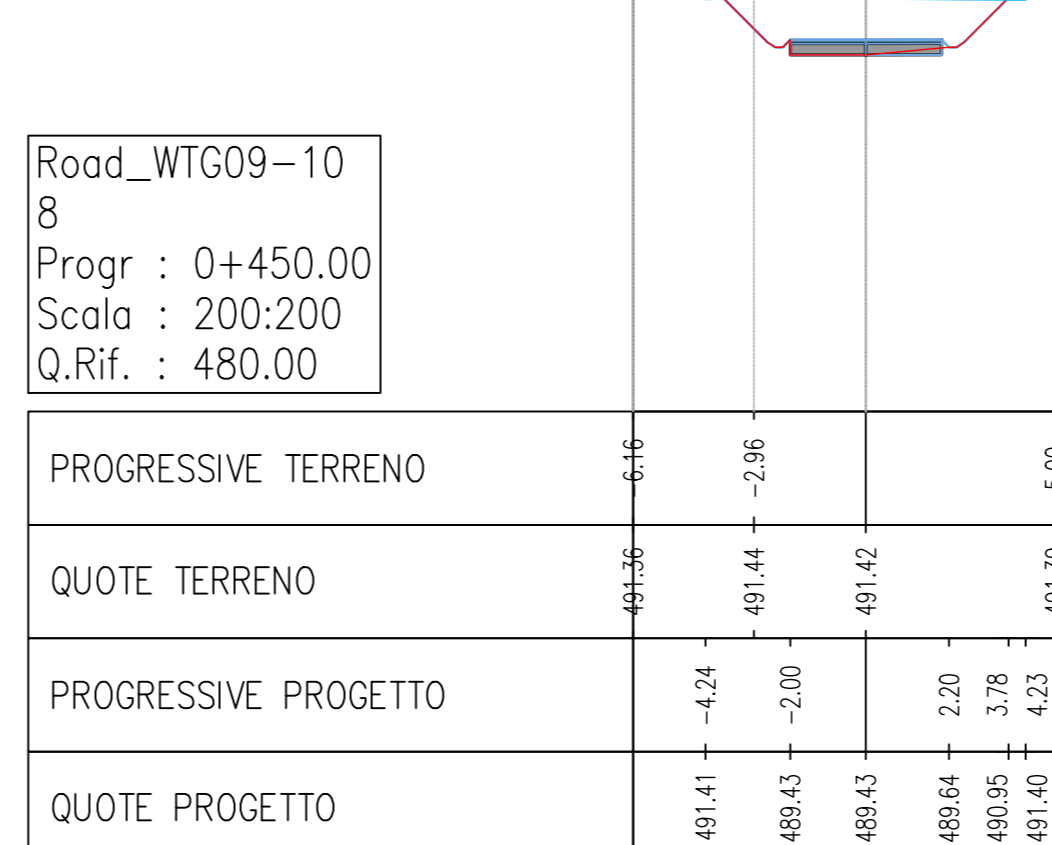 Road_WTG09-10
8
Progr : 0+450.00
Scala : 200:200
Q.Rif. : 480.00
PROGRESSIVE TERRENO -6.16 -2.96
QUOTE TERRENO 491.36 491.44 491.42
PROGRESSIVE PROGETTO -4.24 -2.00 2.20 3.78 4.23
QUOTE PROGETTO 491.41 489.43 489.43 489.64 490.95 491.40